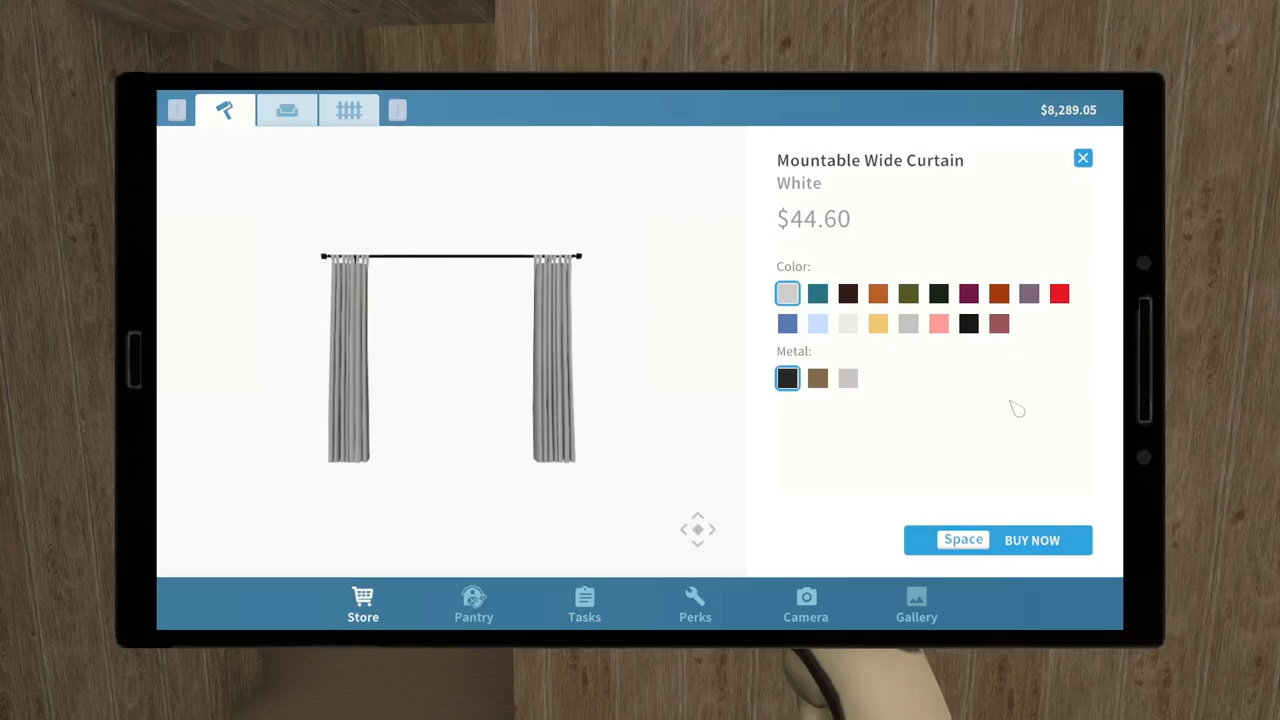 $8,289.05
Mountable Wide Curtain
White
$44.60
Color:
Metal:
Space BUY NOW
Store
Pantry
Tasks
Perks
Camera
Gallery